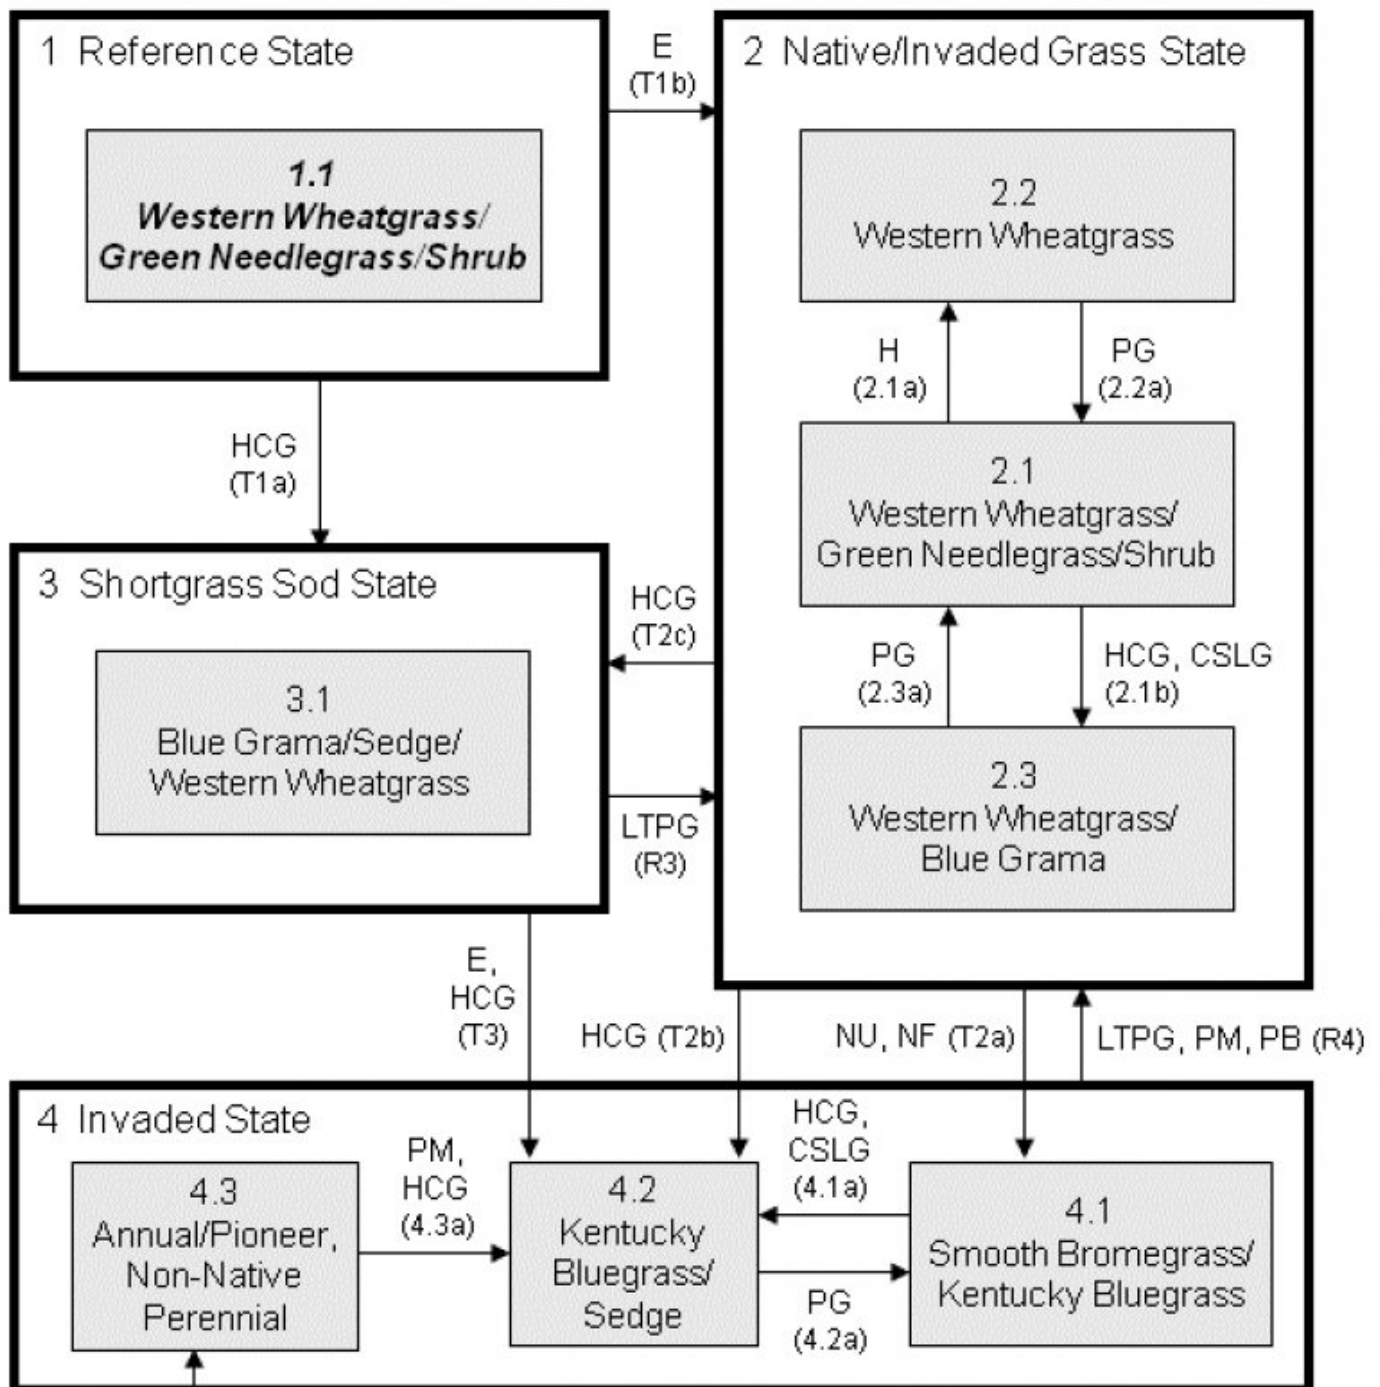 1 Reference State
1.1
Western Wheatgrass/
Green Needlegrass/Shrub
E
(T1b)
2 Native/Invaded Grass State
2.2
Western Wheatgrass
H
(2.1a)
PG
(2.2a)
2.1
Western Wheatgrass/
Green Needlegrass/Shrub
PG
(2.3a)
HCG, CSLG
(2.1b)
2.3
Western Wheatgrass/
Blue Grama
HCG
(T1a)
3 Shortgrass Sod State
3.1
Blue Grama/Sedge/
Western Wheatgrass
HCG
(T2c)
LTPG
(R3)
E,
HCG
(T3)
HCG (T2b)
NU, NF (T2a)
LTPG, PM, PB (R4)
4 Invaded State
4.3
Annual/Pioneer,
Non-Native
Perennial
PM,
HCG
(4.3a)
4.2
Kentucky
Bluegrass/
Sedge
HCG,
CSLG
(4.1a)
PG
(4.2a)
4.1
Smooth Bromegrass/
Kentucky Bluegrass